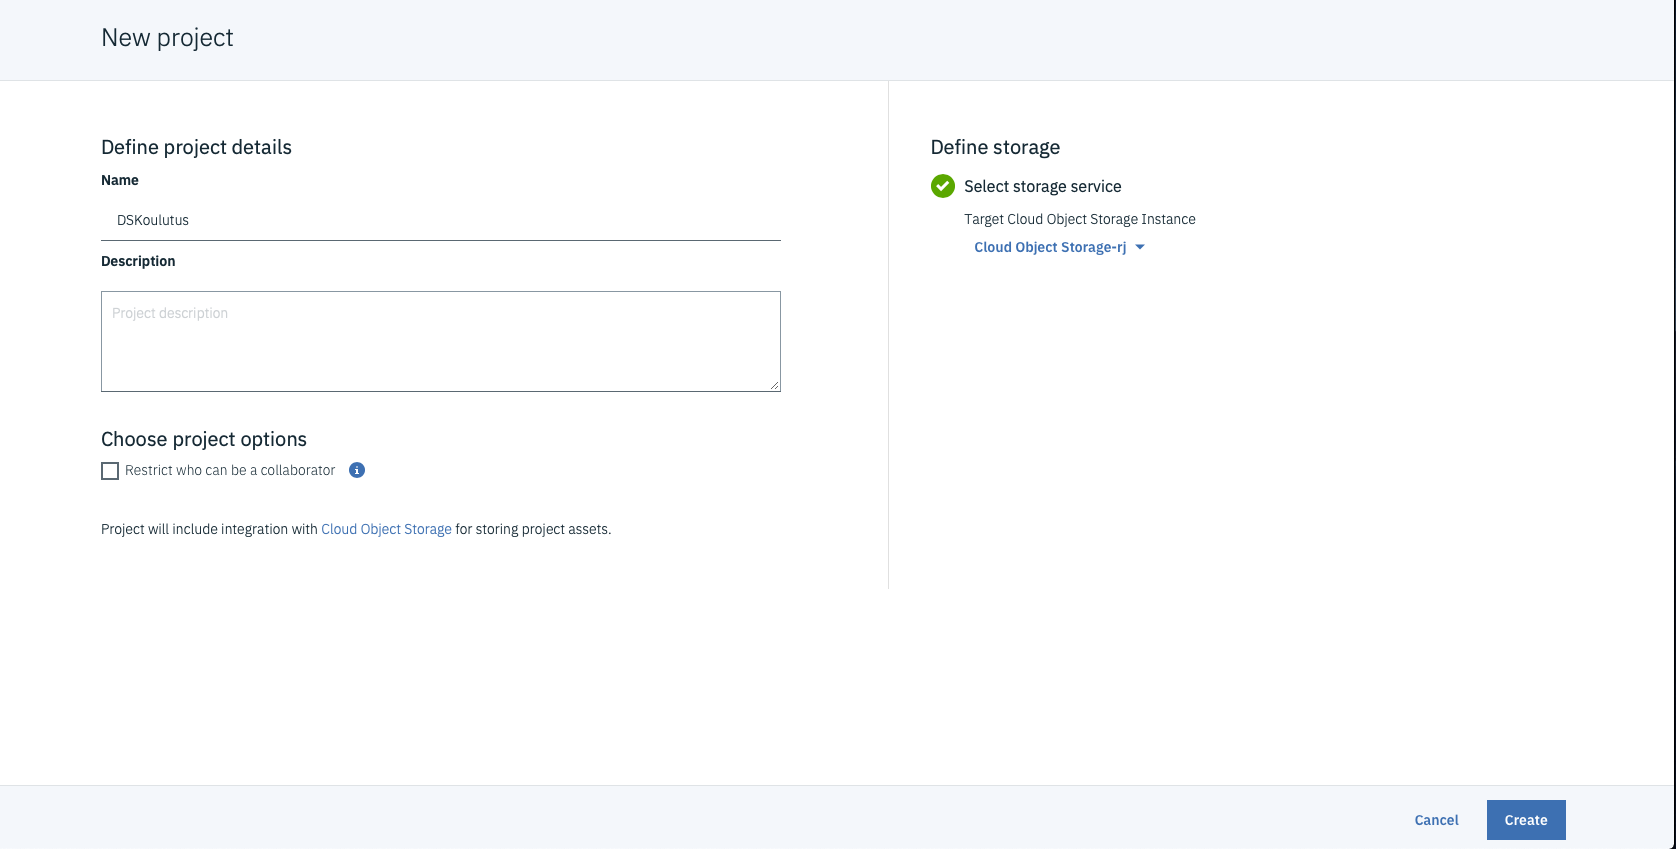 New project
Define project details
Name
DSKoulutus
Description
Project description
Choose project options
Restrict who can be a collaborator
Project will include integration with Cloud Object Storage for storing project assets.
Define storage
Select storage service
Target Cloud Object Storage Instance
Cloud Object Storage-rj
Cancel
Create